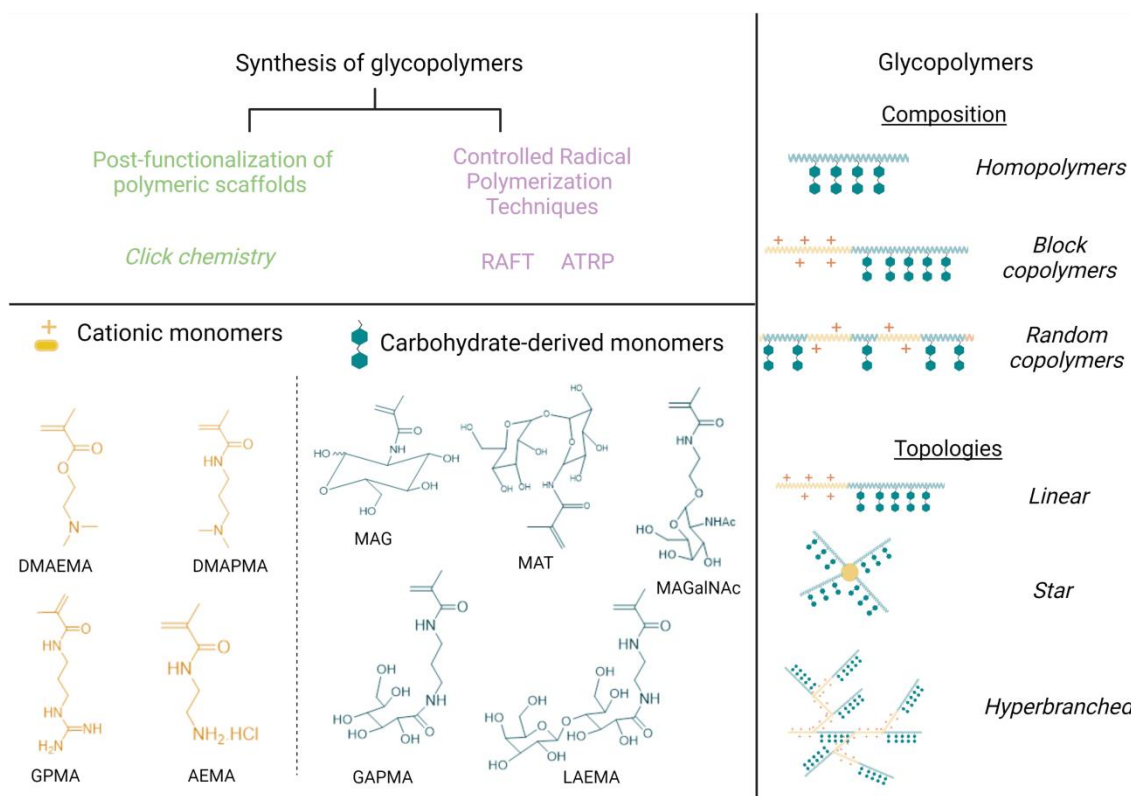 Synthesis of glycopolymers
Post-functionalization of
polymeric scaffolds
Click chemistry
Controlled Radical
Polymerization
Techniques
RAFT ATRP
Glycopolymers
Composition
Homopolymers
Block
copolymers
Random
copolymers
Topologies
Linear
Star
Hyperbranched
Cationic monomers
DMAEMA
DMAPMA
GPMA
AEMA
Carbohydrate-derived monomers
MAG
MAT
MAGalNAc
GAPMA
LAEMA
O
O
N
O
HN
N
O
HN
HN
NH
H₂N
O
HN
NH₂.HCl
O
NH
HO
OH
O
OH
HO
HO
O
HO
O
OH
OH
OH
O
OH
OH
HN
O
O
HN
O
O
NHAc
HO
HO
OH
O
HN
OH
OH
NH
HO
O
OH OH
O
HN
OH
OH
NH
OH
OH
O
O
HO
O
OH
OH
OH